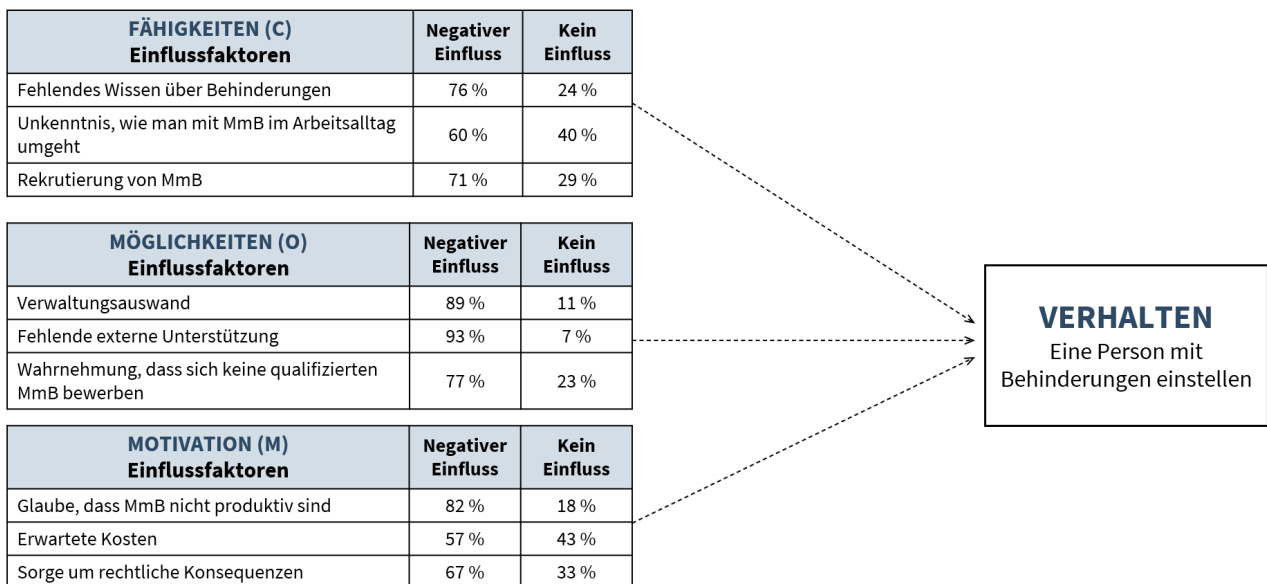 FÄHIGKEITEN (C)
Einflussfaktoren
Negativer
Einfluss
Kein
Einfluss
Fehlendes Wissen über Behinderungen
76 %
24 %
Unkenntnis, wie man mit MmB im Arbeitsalltag
umgeht
60 %
40 %
Rekrutierung von MmB
71 %
29 %
MÖGLICHKEITEN (O)
Einflussfaktoren
Negativer
Einfluss
Kein
Einfluss
Verwaltungsauswand
89 %
11 %
Fehlende externe Unterstützung
93 %
7 %
Wahrnehmung, dass sich keine qualifizierten
MmB bewerben
77 %
23 %
MOTIVATION (M)
Einflussfaktoren
Negativer
Einfluss
Kein
Einfluss
Glaube, dass MmB nicht produktiv sind
82 %
18 %
Erwartete Kosten
57 %
43 %
Sorge um rechtliche Konsequenzen
67 %
33 %
VERHALTEN
Eine Person mit
Behinderungen einstellen